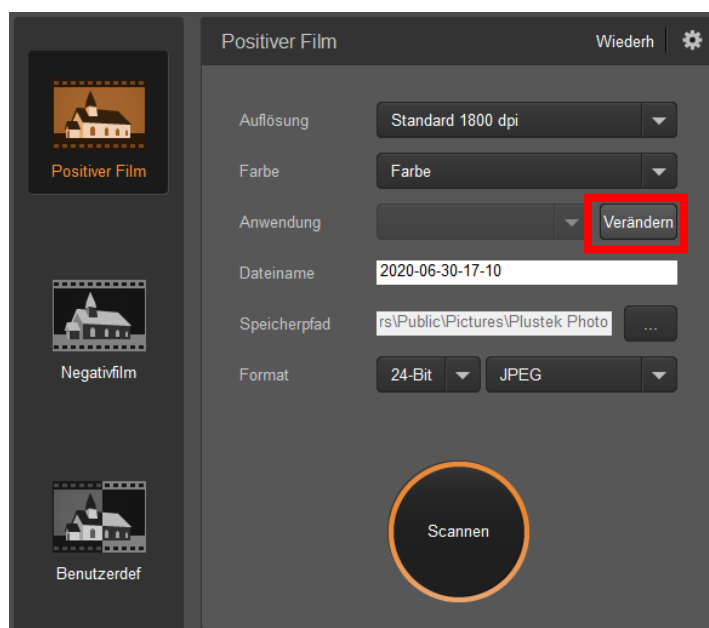 Positiver Film
Negativfilm
Benutzerdef
Positiver Film Wiederh
Auflösung Standard 1800 dpi
Farbe Farbe
Anwendung Verändern
Dateiname 2020-06-30-17-10
Speicherpfad rs\Public\Pictures\Plustek Photo ...
Format 24-Bit JPEG
Scannen